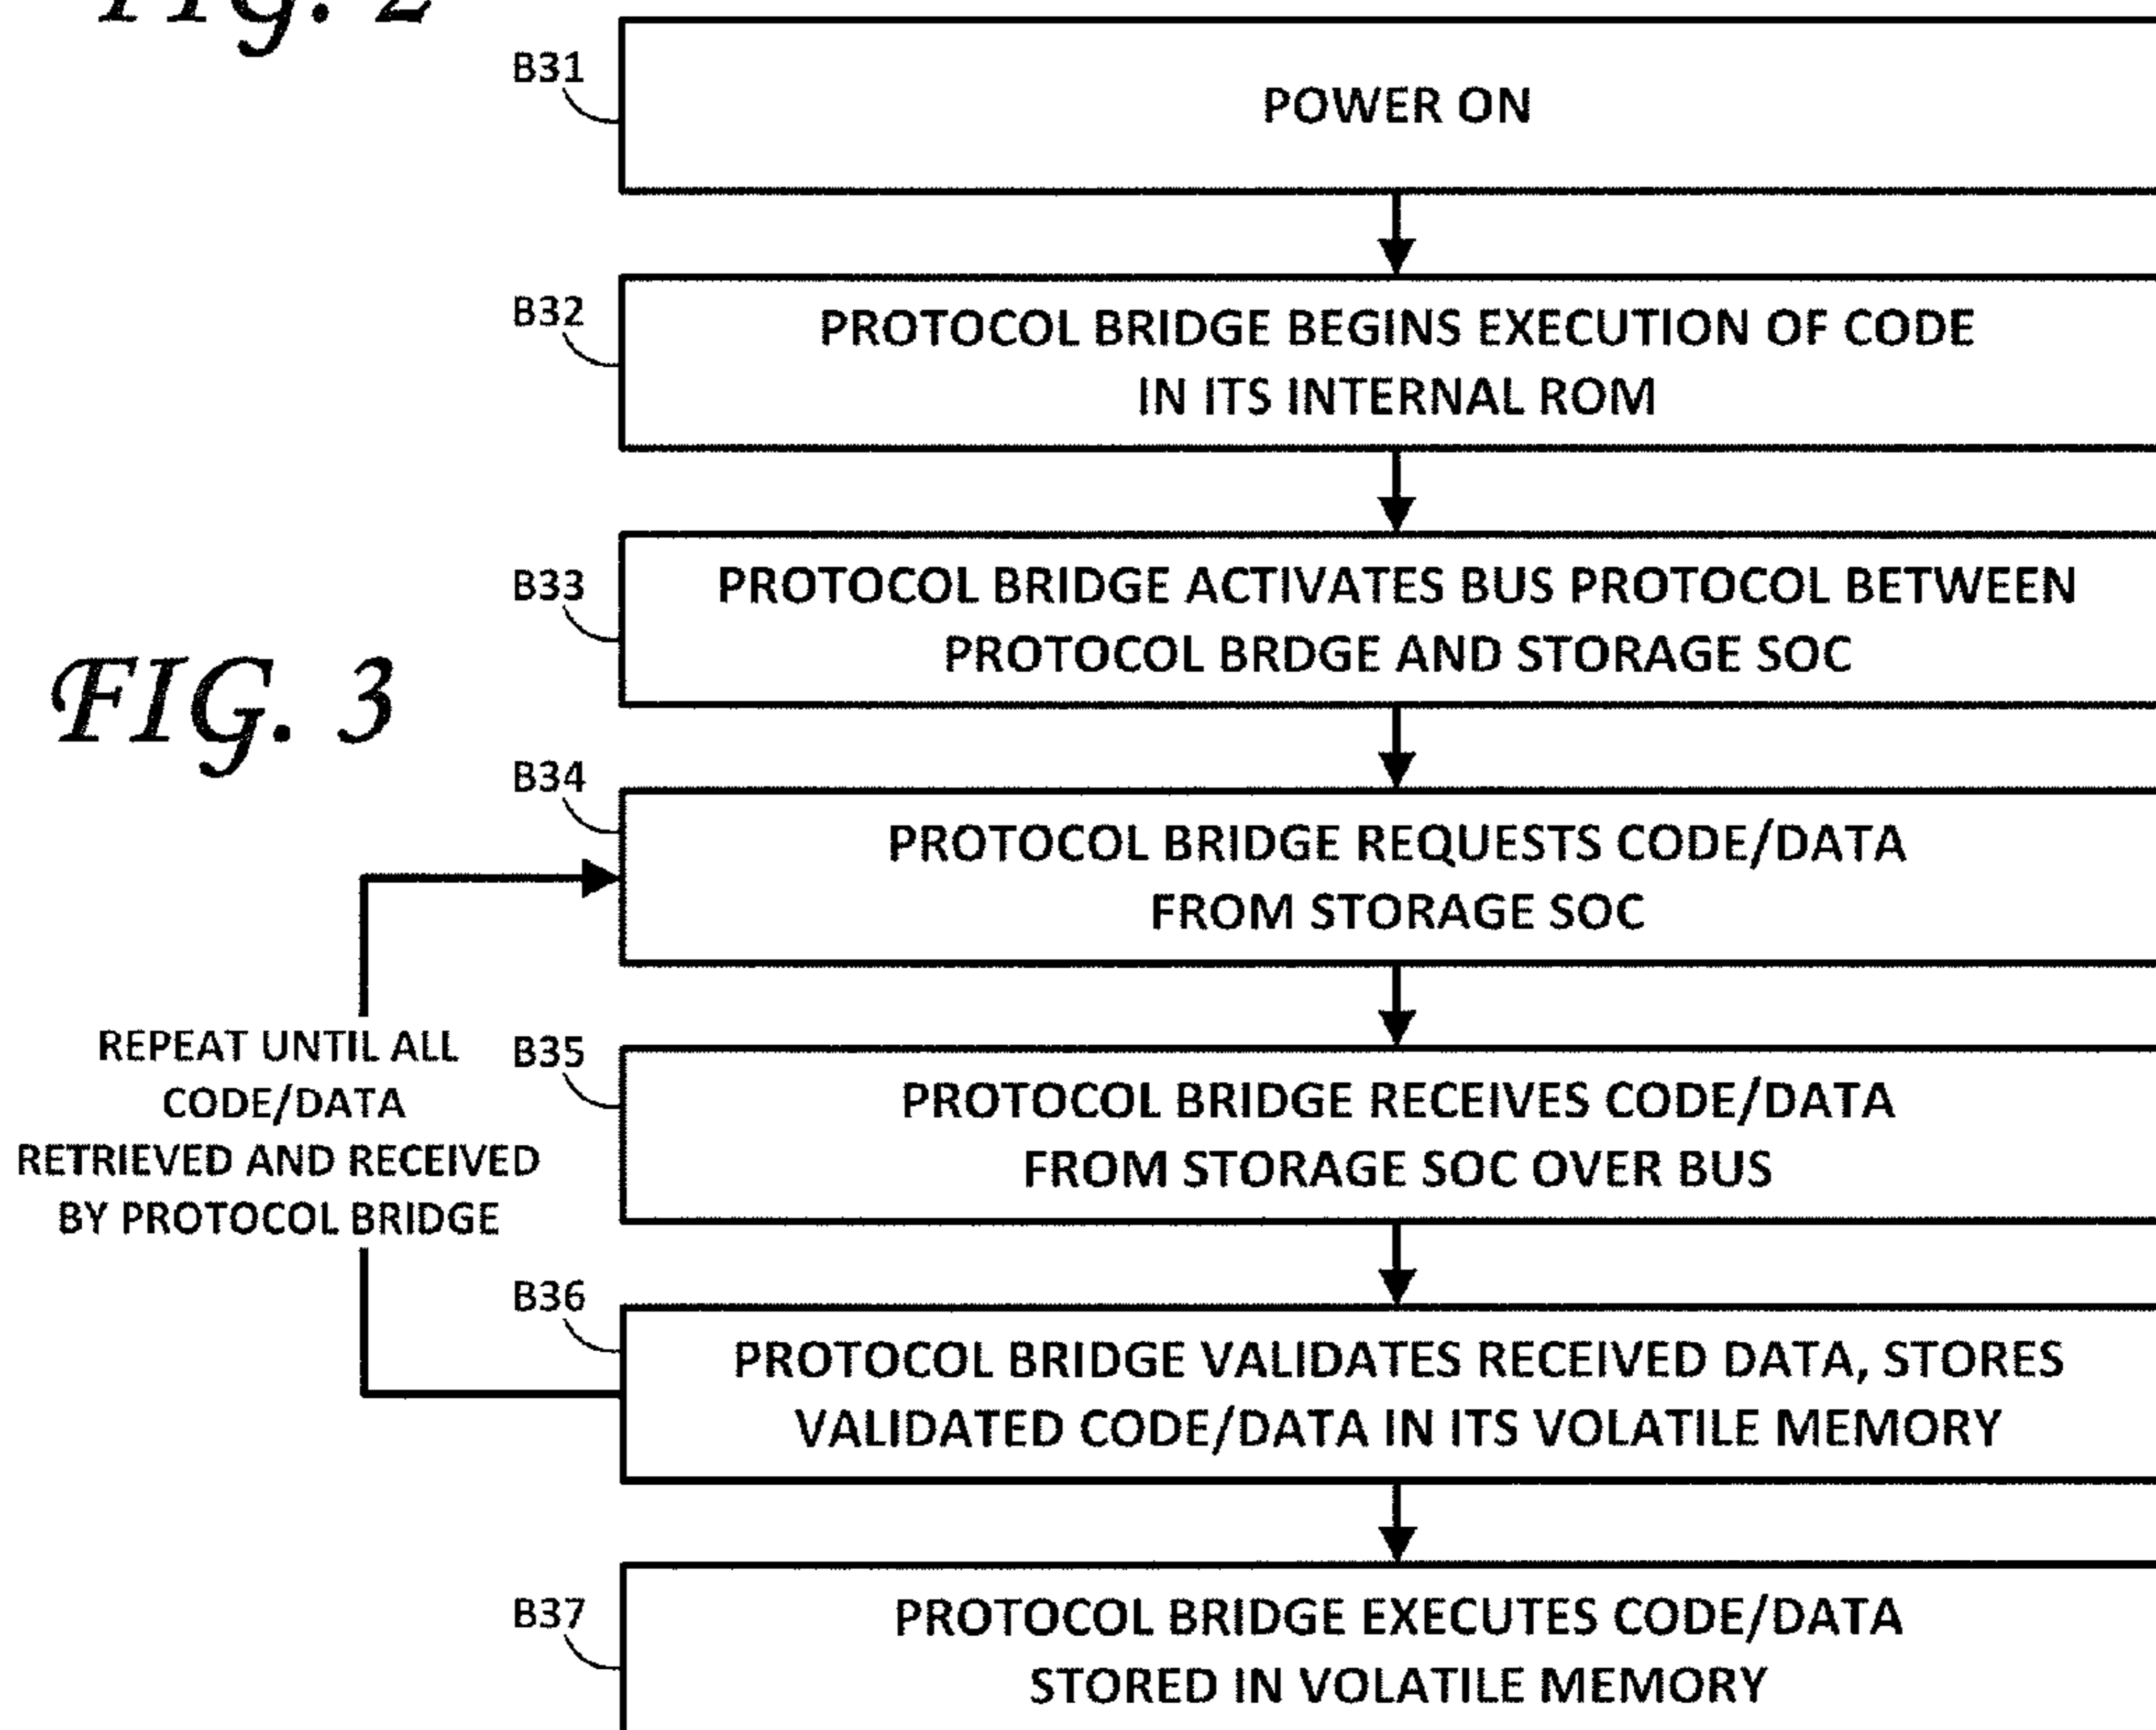 FIG. 2
B31
POWER ON
B32
PROTOCOL BRIDGE BEGINS EXECUTION OF CODE
IN ITS INTERNAL ROM
B33
PROTOCOL BRIDGE ACTIVATES BUS PROTOCOL BETWEEN
PROTOCOL BRDGE AND STORAGE SOC
FIG. 3
B34
PROTOCOL BRIDGE REQUESTS CODE/DATA
FROM STORAGE SOC
REPEAT UNTIL ALL
CODE/DATA
RETRIEVED AND RECEIVED
BY PROTOCOL BRIDGE
B35
PROTOCOL BRIDGE RECEIVES CODE/DATA
FROM STORAGE SOC OVER BUS
B36
PROTOCOL BRIDGE VALIDATES RECEIVED DATA, STORES
VALIDATED CODE/DATA IN ITS VOLATILE MEMORY
B37
PROTOCOL BRIDGE EXECUTES CODE/DATA
STORED IN VOLATILE MEMORY